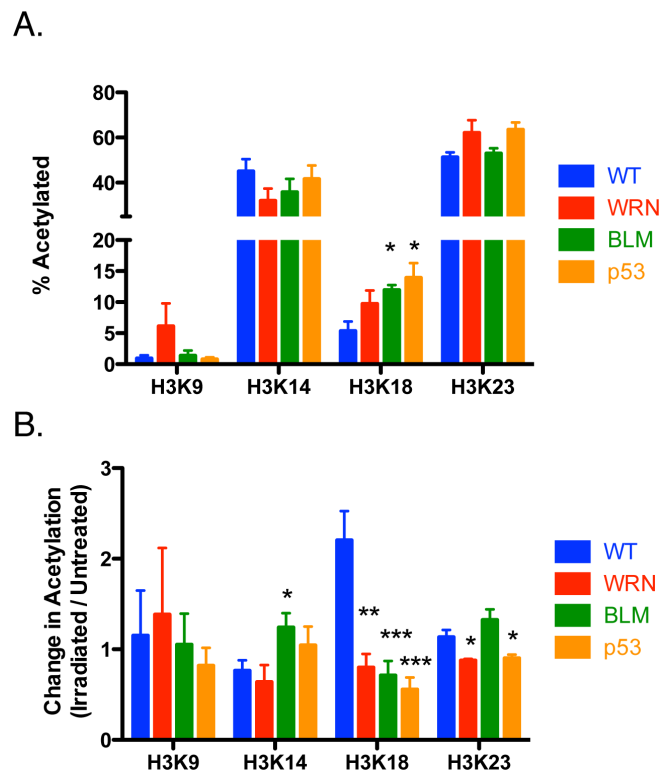 A.
% Acetylated
80
60
40
20
15
10
5
0
* *
H3K9 H3K14 H3K18 H3K23
WT
WRN
BLM
p53
B.
Change in Acetylation
(Irradiated / Untreated)
3
2
1
0
*
**
***
***
* *
H3K9 H3K14 H3K18 H3K23
WT
WRN
BLM
p53